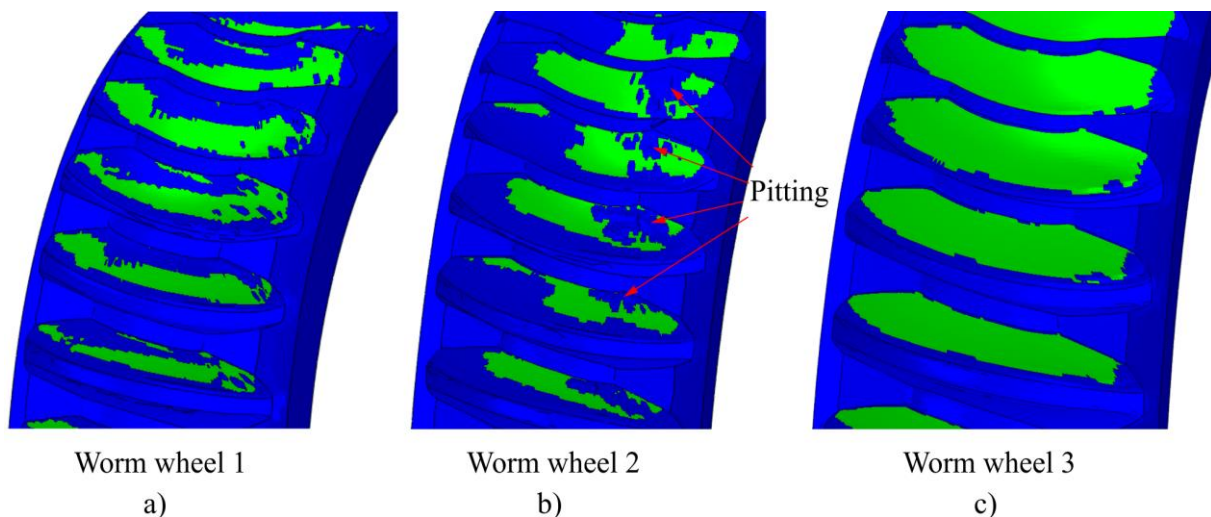 Pitting
Worm wheel 1
Worm wheel 2
Worm wheel 3
a)
b)
c)